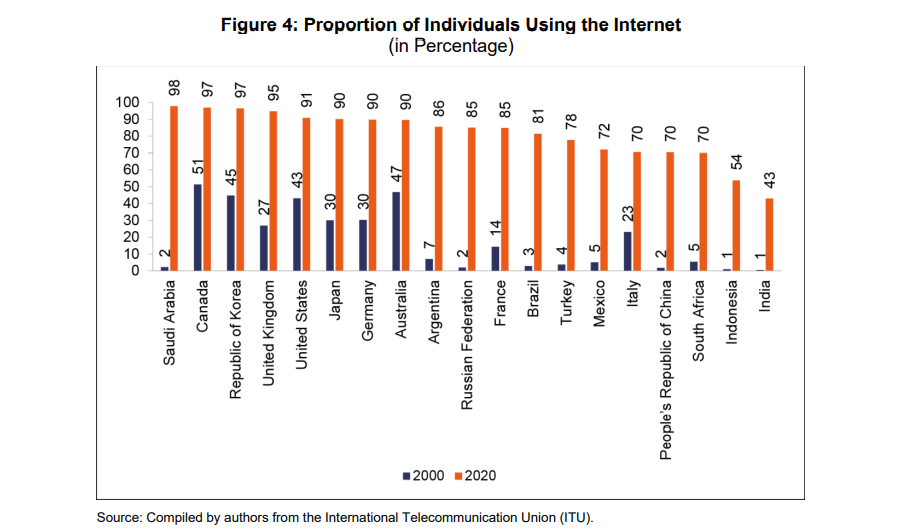 Figure 4: Proportion of Individuals Using the Internet
(in Percentage)
100
90
80
70
60
50
40
30
20
10
0
2
98
51
97
45
97
27
95
43
91
30
90
30
90
47
90
7
86
2
85
14
85
3
81
4
78
5
72
23
70
2
70
5
70
1
54
1
43
Saudi Arabia
Canada
Republic of Korea
United Kingdom
United States
Japan
Germany
Australia
Argentina
Russian Federation
France
Brazil
Turkey
Mexico
Italy
People's Republic of China
South Africa
Indonesia
India
2000 2020
Source: Compiled by authors from the International Telecommunication Union (ITU).